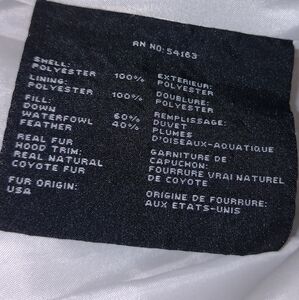 RN NO: 54163
SHELL:
POLYESTER 100%
LINING:
POLYESTER 100%
FILL:
DOWN
WATERFOWL 60%
FEATHER 40%
REAL FUR
HOOD TRIM:
REAL NATURAL
COYOTE FUR
FUR ORIGIN:
USA
EXTERIEUR:
POLYESTER
DOUBLURE:
POLYESTER
REMPLISSAGE:
DUVET
PLUMES
D'OISEAUX-AQUATIQUE
GARNITURE DE
CAPUCHON:
FOURRURE VRAI NATUREL
DE COYOTE
ORIGINE DE FOURRURE:
AUX ETATS-UNIS